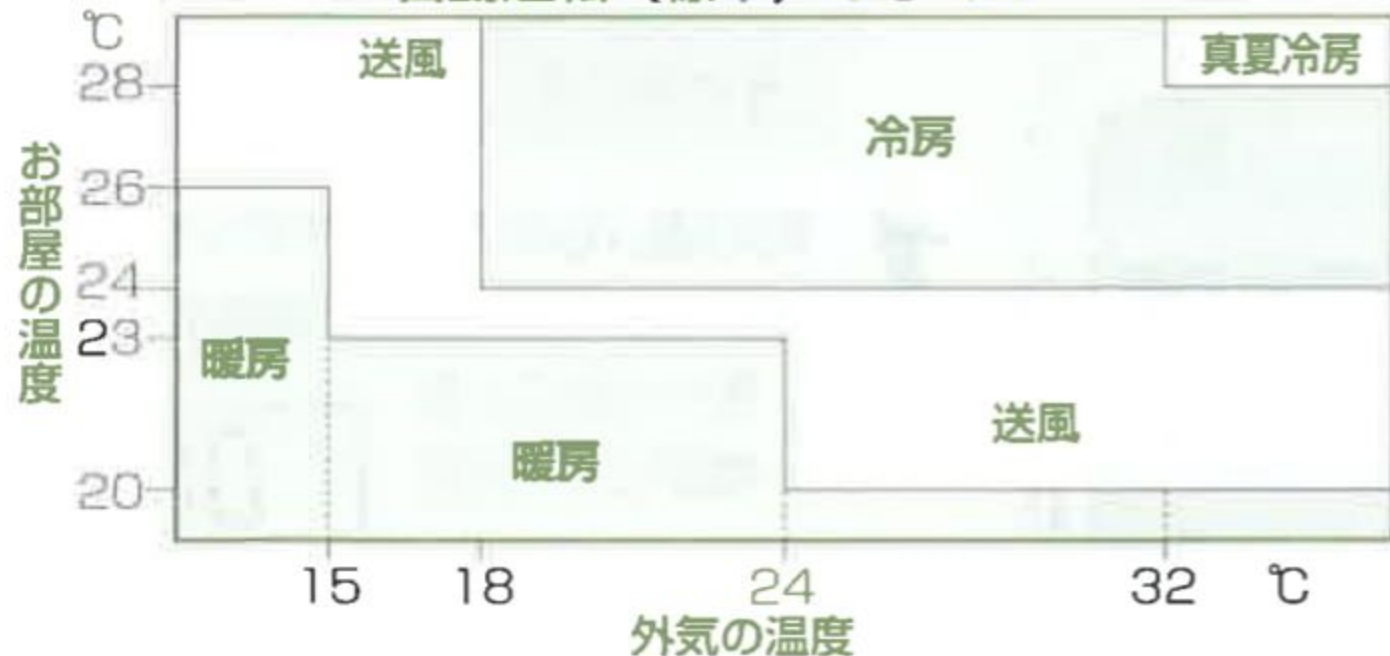 ℃
送風
真夏冷房
28
冷房
お部屋の温度
26
24
23
暖房
送風
暖房
20
15 18 24 32 ℃
外気の温度